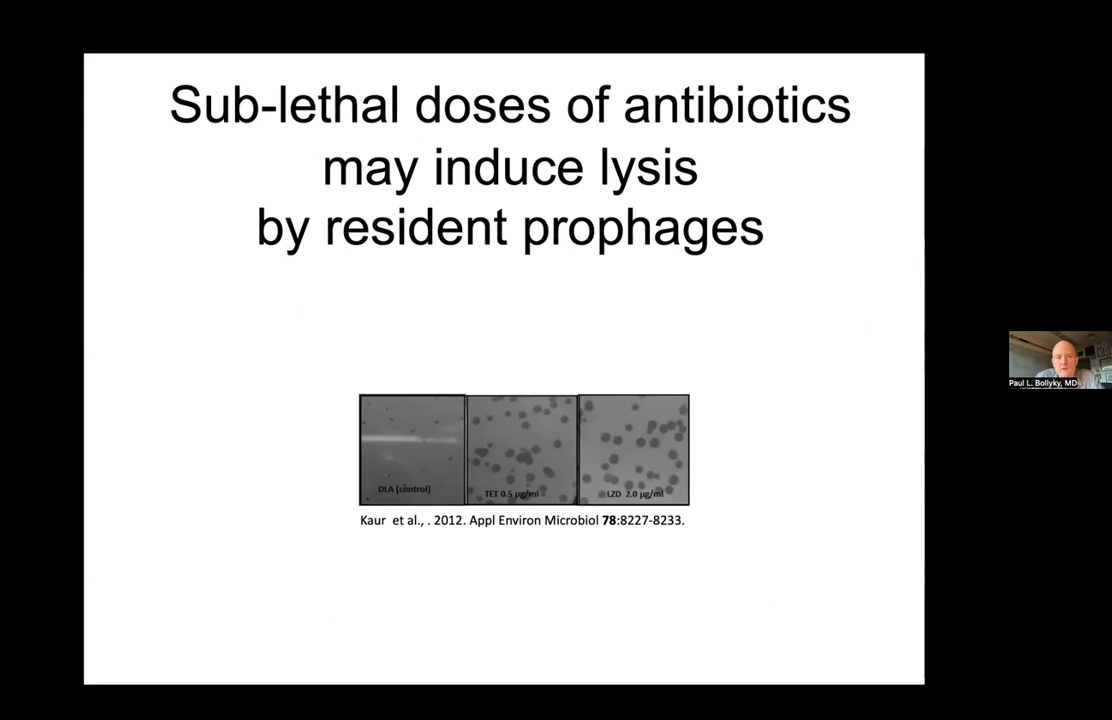 Sub-lethal doses of antibiotics
may induce lysis
by resident prophages
DLA (control)
TET 0.5 µg/ml
LZD 2.0 µg/ml
Kaur et al., . 2012. Appl Environ Microbiol 78:8227-8233.
Paul L. Bollyky, MD